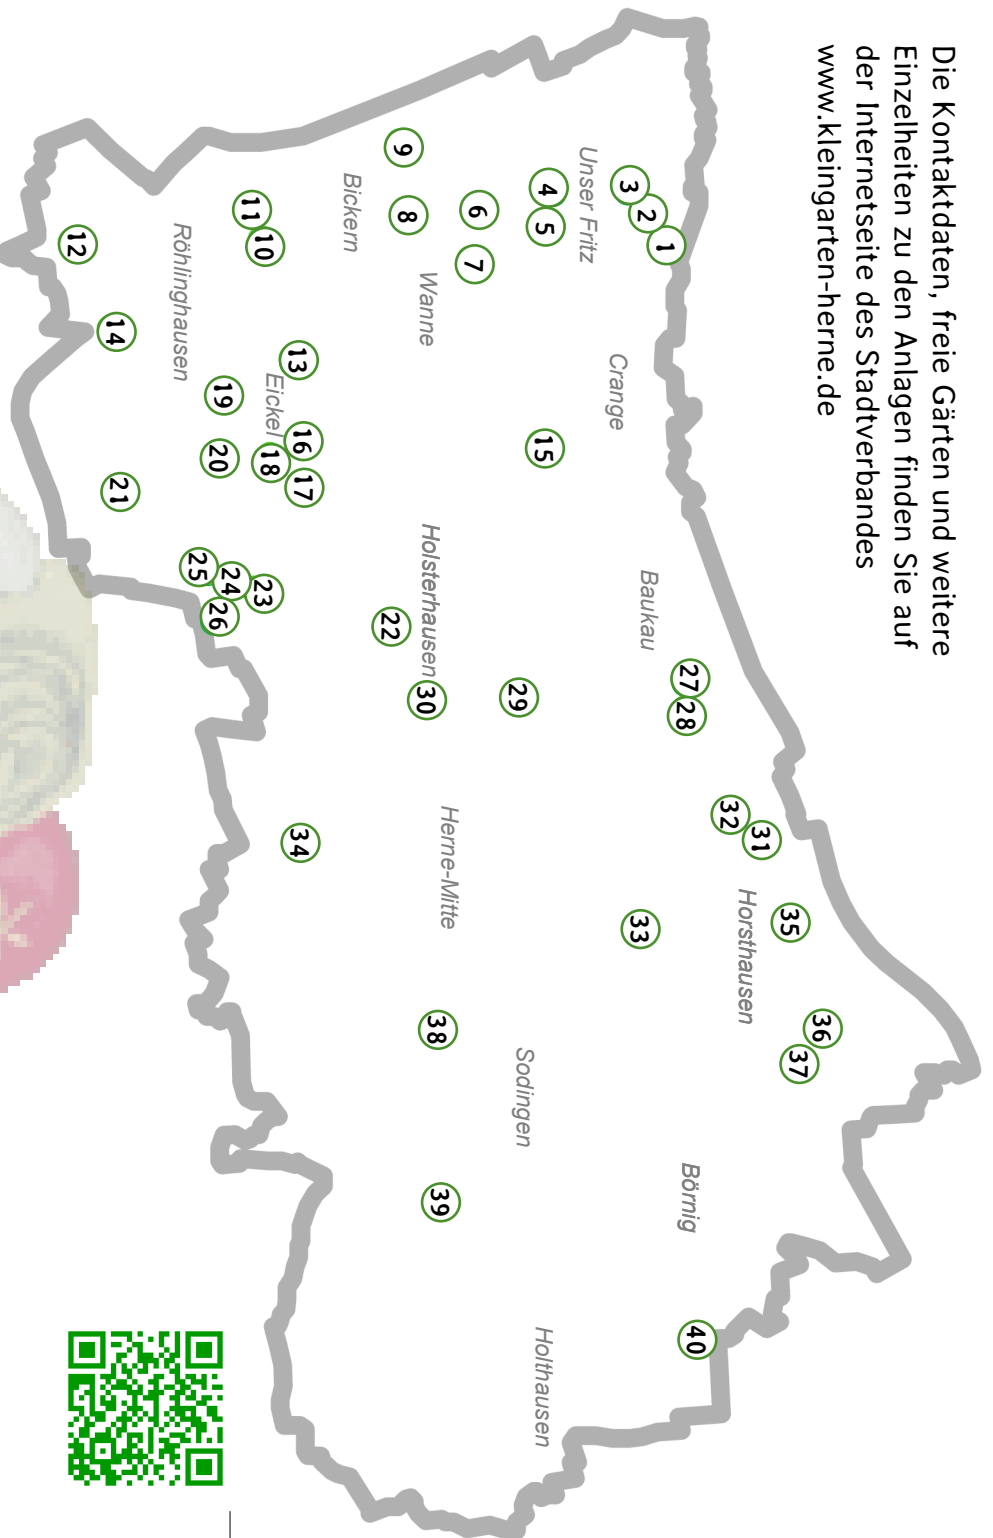 Die Kontaktdaten, freie Gärten und weitere
Einzelheiten zu den Anlagen finden Sie auf
der Internetseite des Stadtverbandes
www.kleingarten-herne.de
1
2
3
Unser Fritz
4
5
6
7
8
9
Wanne
Bickern
10
11
12
Röhlinghausen
13
14
Eickel
Crange
15
16
17
18
19
20
21
Holsterhausen
22
23
24
25
26
Baukau
27
28
29
30
31
32
Herne-Mitte
33
34
Horsthausen
35
36
37
38
Sodingen
39
Börnig
40
Holthausen